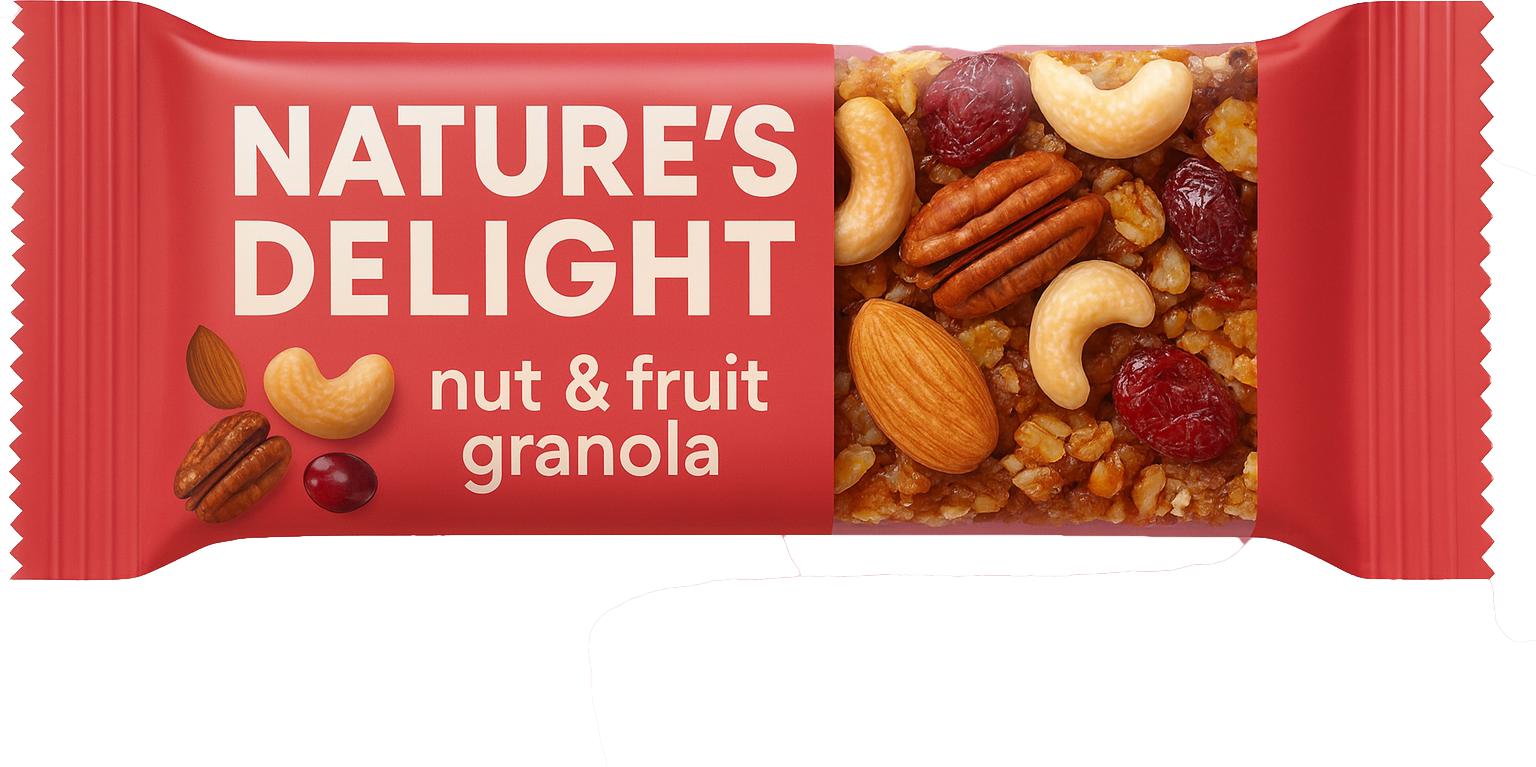 NATURE'S
DELIGHT
nut & fruit
granola